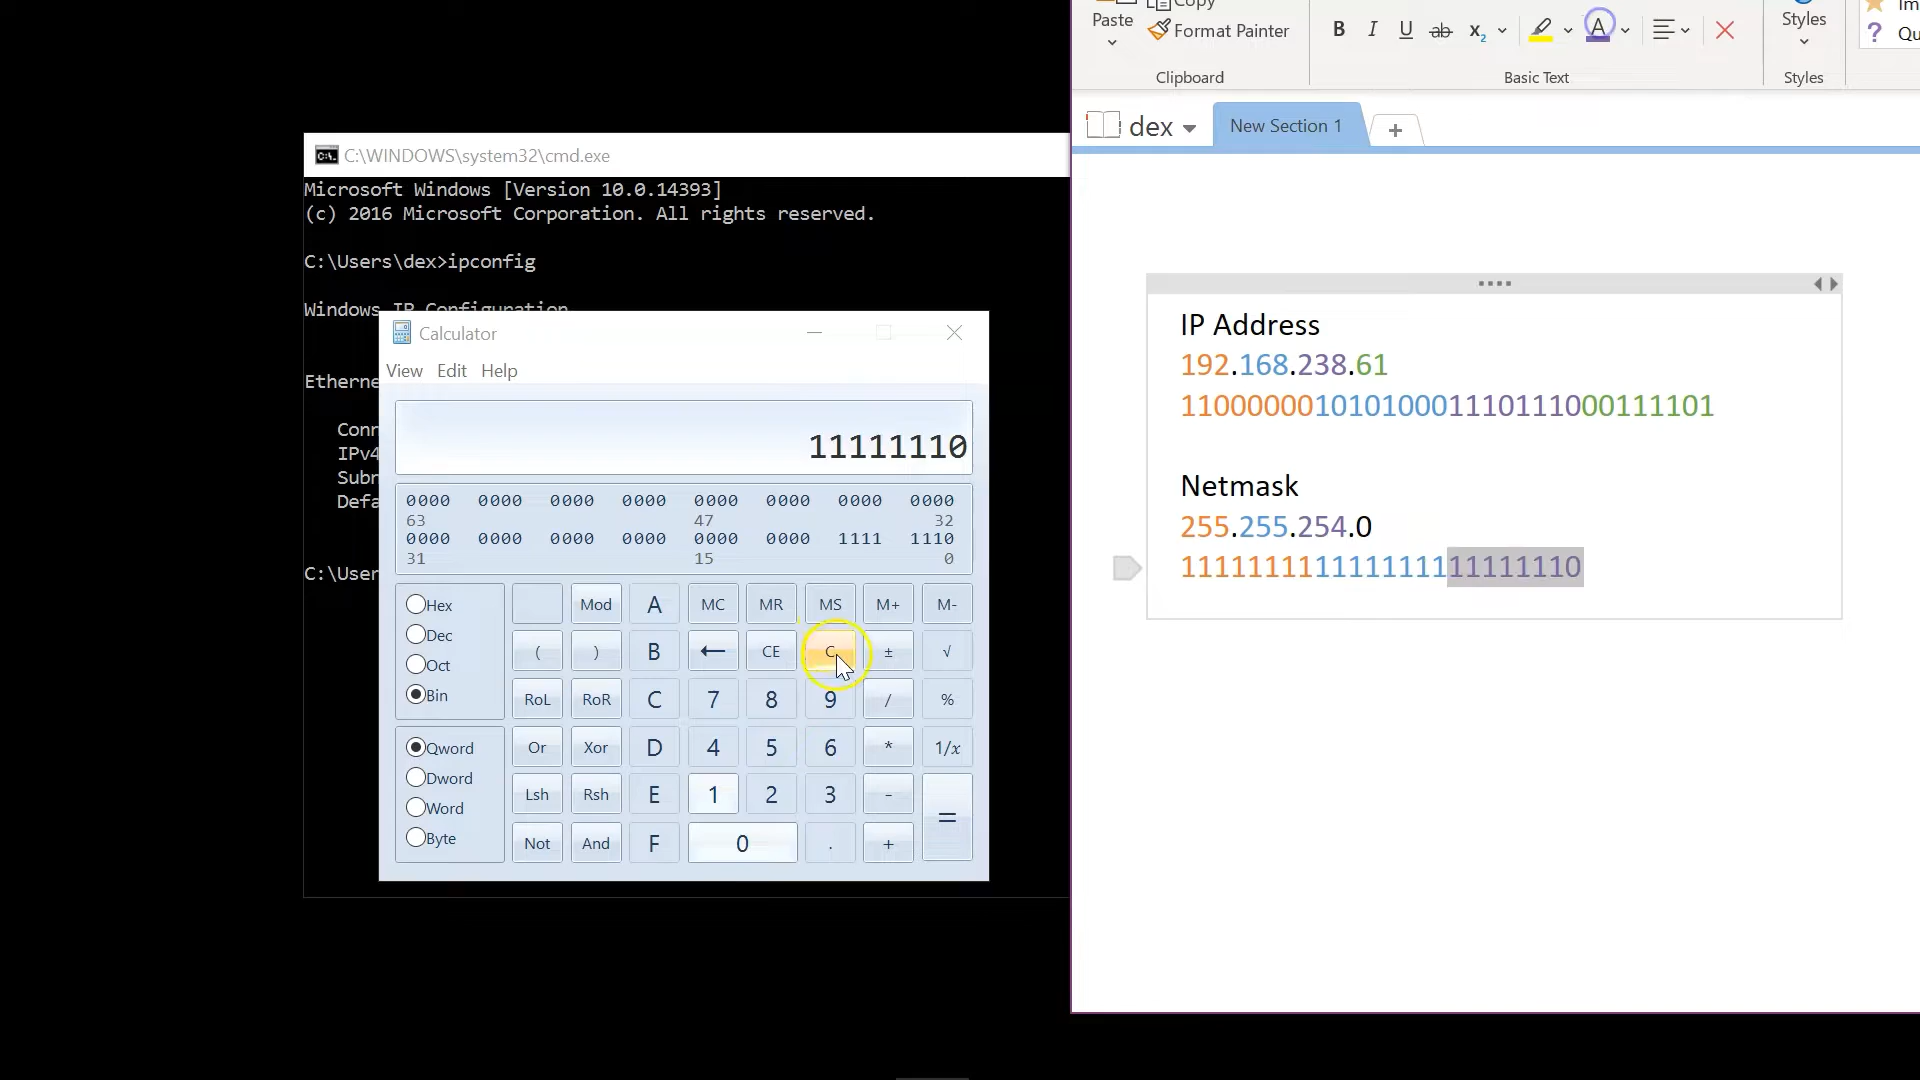 Copy
Paste
Format Painter
Clipboard
B I U ab x2 A
Basic Text
Styles
Styles
dex
New Section 1
+
C:\WINDOWS\system32\cmd.exe
Microsoft Windows [Version 10.0.14393]
(c) 2016 Microsoft Corporation. All rights reserved.
C:\Users\dex>ipconfig
Windows IP Configuration
Etherne
Conn
IPv4
Subn
Defa
C:\User
Calculator
View Edit Help
11111110
0000 0000 0000 0000 0000 0000 0000 0000
63 47 32
0000 0000 0000 0000 0000 0000 1111 1110
31 15 0
Hex
Dec
Oct
Bin
Qword
Dword
Word
Byte
Mod A MC MR MS M+ M-
( ) B ← CE C ± √
RoL RoR C 7 8 9 / %
Or Xor D 4 5 6 * 1/x
Lsh Rsh E 1 2 3 - =
Not And F 0 . +
IP Address
192.168.238.61
11000000101010001110111000111101
Netmask
255.255.254.0
111111111111111111111110